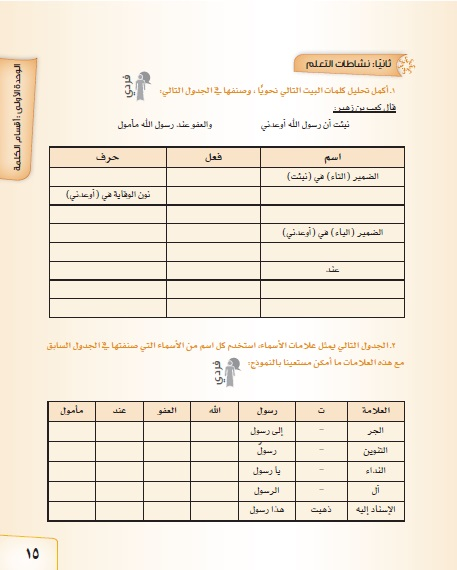 الوحدة الأولى: أقسام الكلمة
ثانيًا: نشاطات التعلم
١. أكمل تحليل كلمات البيت التالي نحويًّا، وصنفها في الجدول التالي:
فردي
قال كعب بن زهير:
نبئت أن رسول الله أوعدني والعفو عند رسول الله مأمول
اسم فعل حرف
الضمير (التاء) في (نبئت)
نون الوقاية في (أوعدني)
الضمير (الياء) في (أوعدني)
عند
٢. الجدول التالي يمثل علامات الأسماء، استخدم كل اسم من الأسماء التي صنفتها في الجدول السابق
مع هذه العلامات ما أمكن مستعينا بالنموذج:
فردي
العلامة ت رسول الله العفو عند مأمول
الجر – إلى رسول
التنوين – رسولٌ
النداء – يا رسول
أل – الرسول
الإسناد إليه ذهبت هذا رسول
١٥